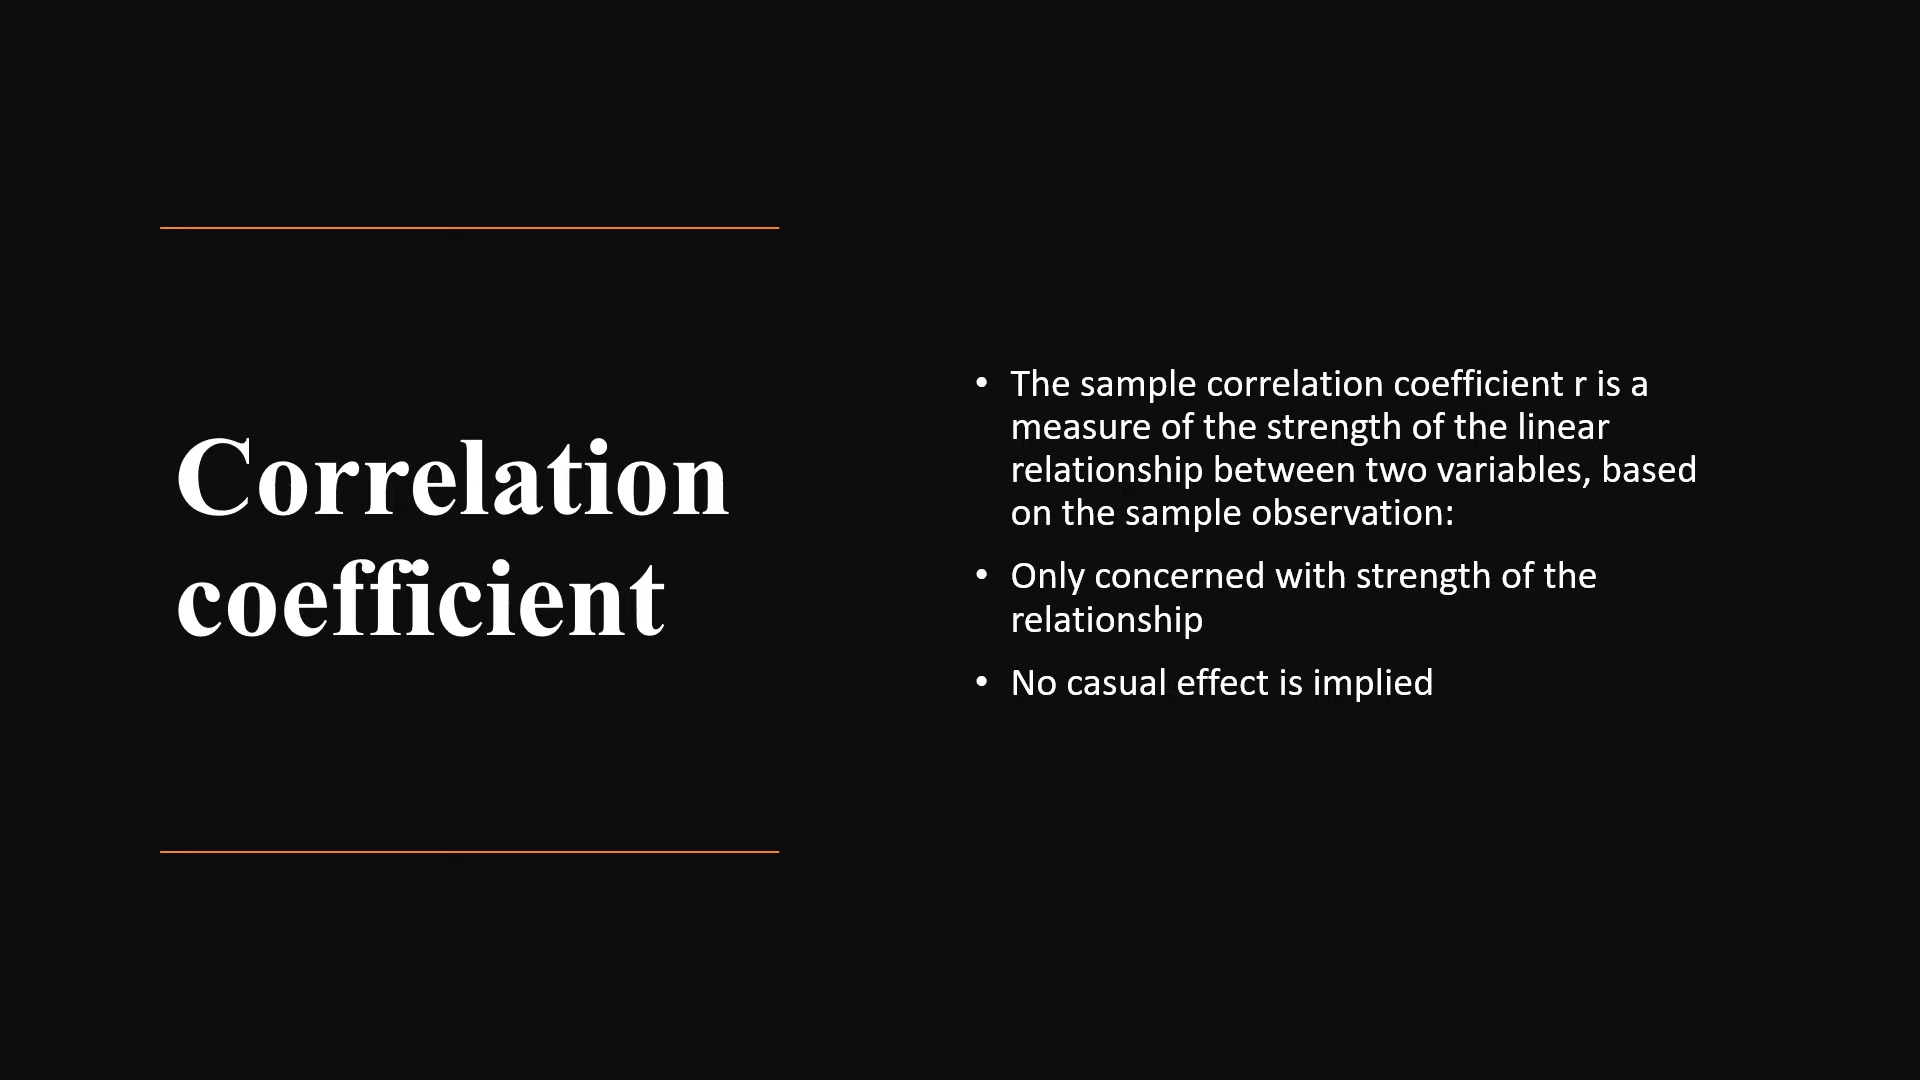 Correlation
coefficient
• The sample correlation coefficient r is a
measure of the strength of the linear
relationship between two variables, based
on the sample observation:
• Only concerned with strength of the
relationship
• No casual effect is implied